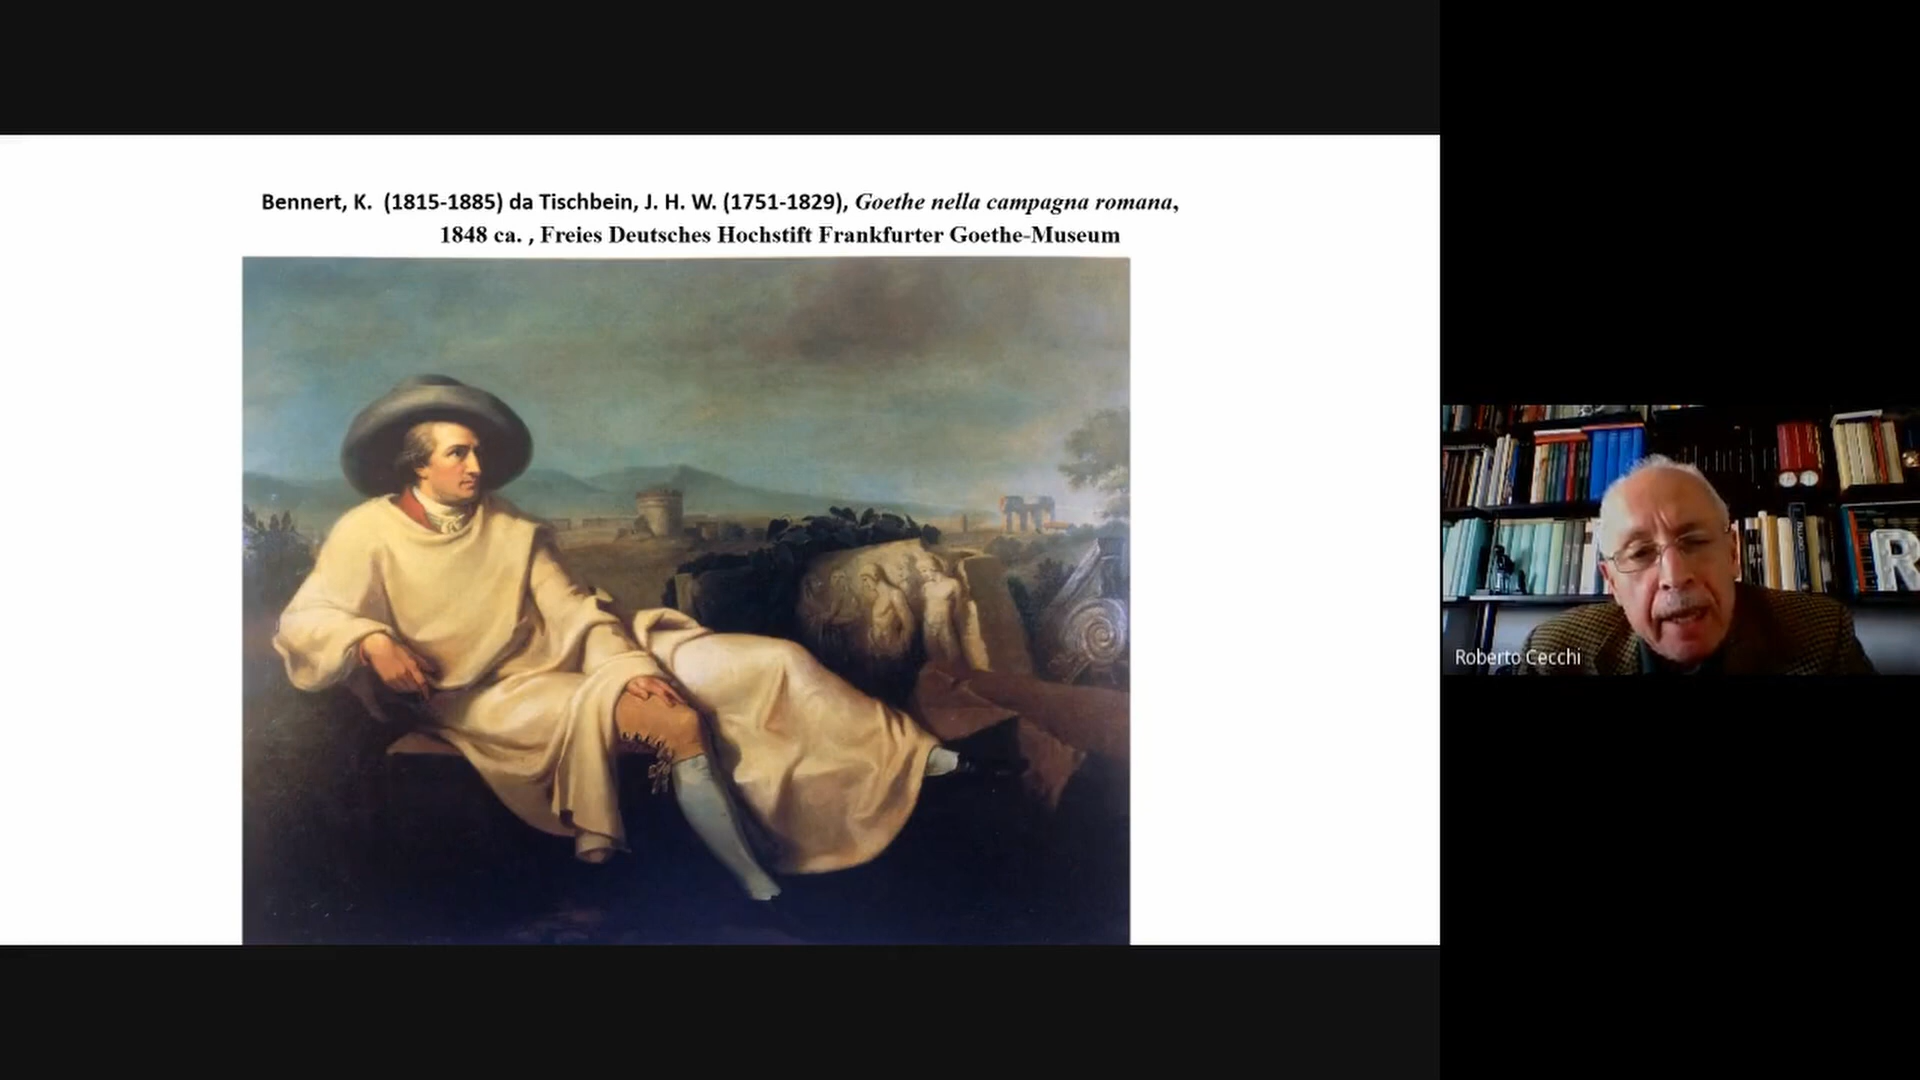 Bennert, K. (1815-1885) da Tischbein, J. H. W. (1751-1829), Goethe nella campagna romana,
1848 ca. , Freies Deutsches Hochstift Frankfurter Goethe-Museum
Roberto Cecchi
R